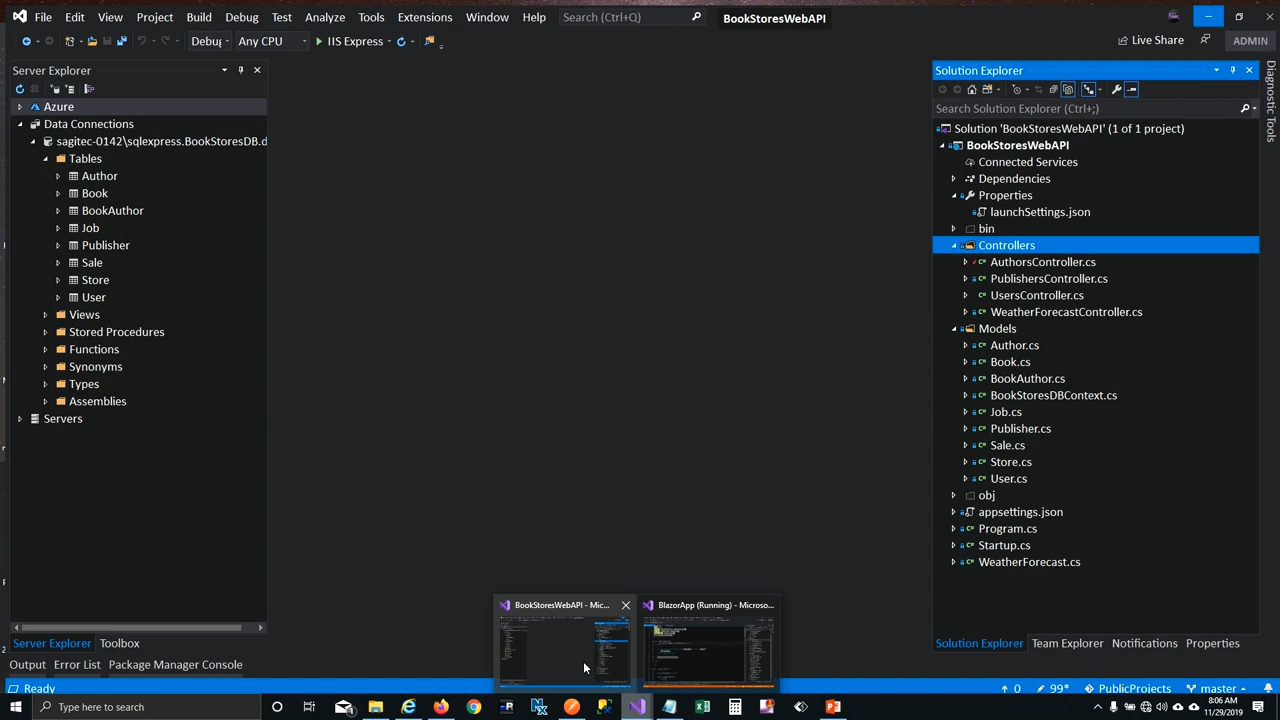 File Edit View Project Build Debug Test Analyze Tools Extensions Window Help Search (Ctrl+Q) BookStoresWebAPI
Debug Any CPU IIS Express Live Share ADMIN
Server Explorer
Azure
Data Connections
sagitec-0142\sqlexpress.BookStoresDB.d
Tables
Author
Book
BookAuthor
Job
Publisher
Sale
Store
User
Views
Stored Procedures
Functions
Synonyms
Types
Assemblies
Servers
Server Explorer Toolbox
Solution Explorer
Search Solution Explorer (Ctrl+;)
Solution 'BookStoresWebAPI' (1 of 1 project)
BookStoresWebAPI
Connected Services
Dependencies
Properties
launchSettings.json
bin
Controllers
AuthorsController.cs
PublishersController.cs
UsersController.cs
WeatherForecastController.cs
Models
Author.cs
Book.cs
BookAuthor.cs
BookStoresDBContext.cs
Job.cs
Publisher.cs
Sale.cs
Store.cs
User.cs
obj
appsettings.json
Program.cs
Startup.cs
WeatherForecast.cs
Solution Explorer Team Explorer Notifications Properties
Diagnostic Tools
BookStoresWebAPI - Mic... BlazorApp (Running) - Microso...
Output Error List Package Manager Console
Ready 0 99* PublicProj master
Type here to search
8:06 AM
11/29/2019